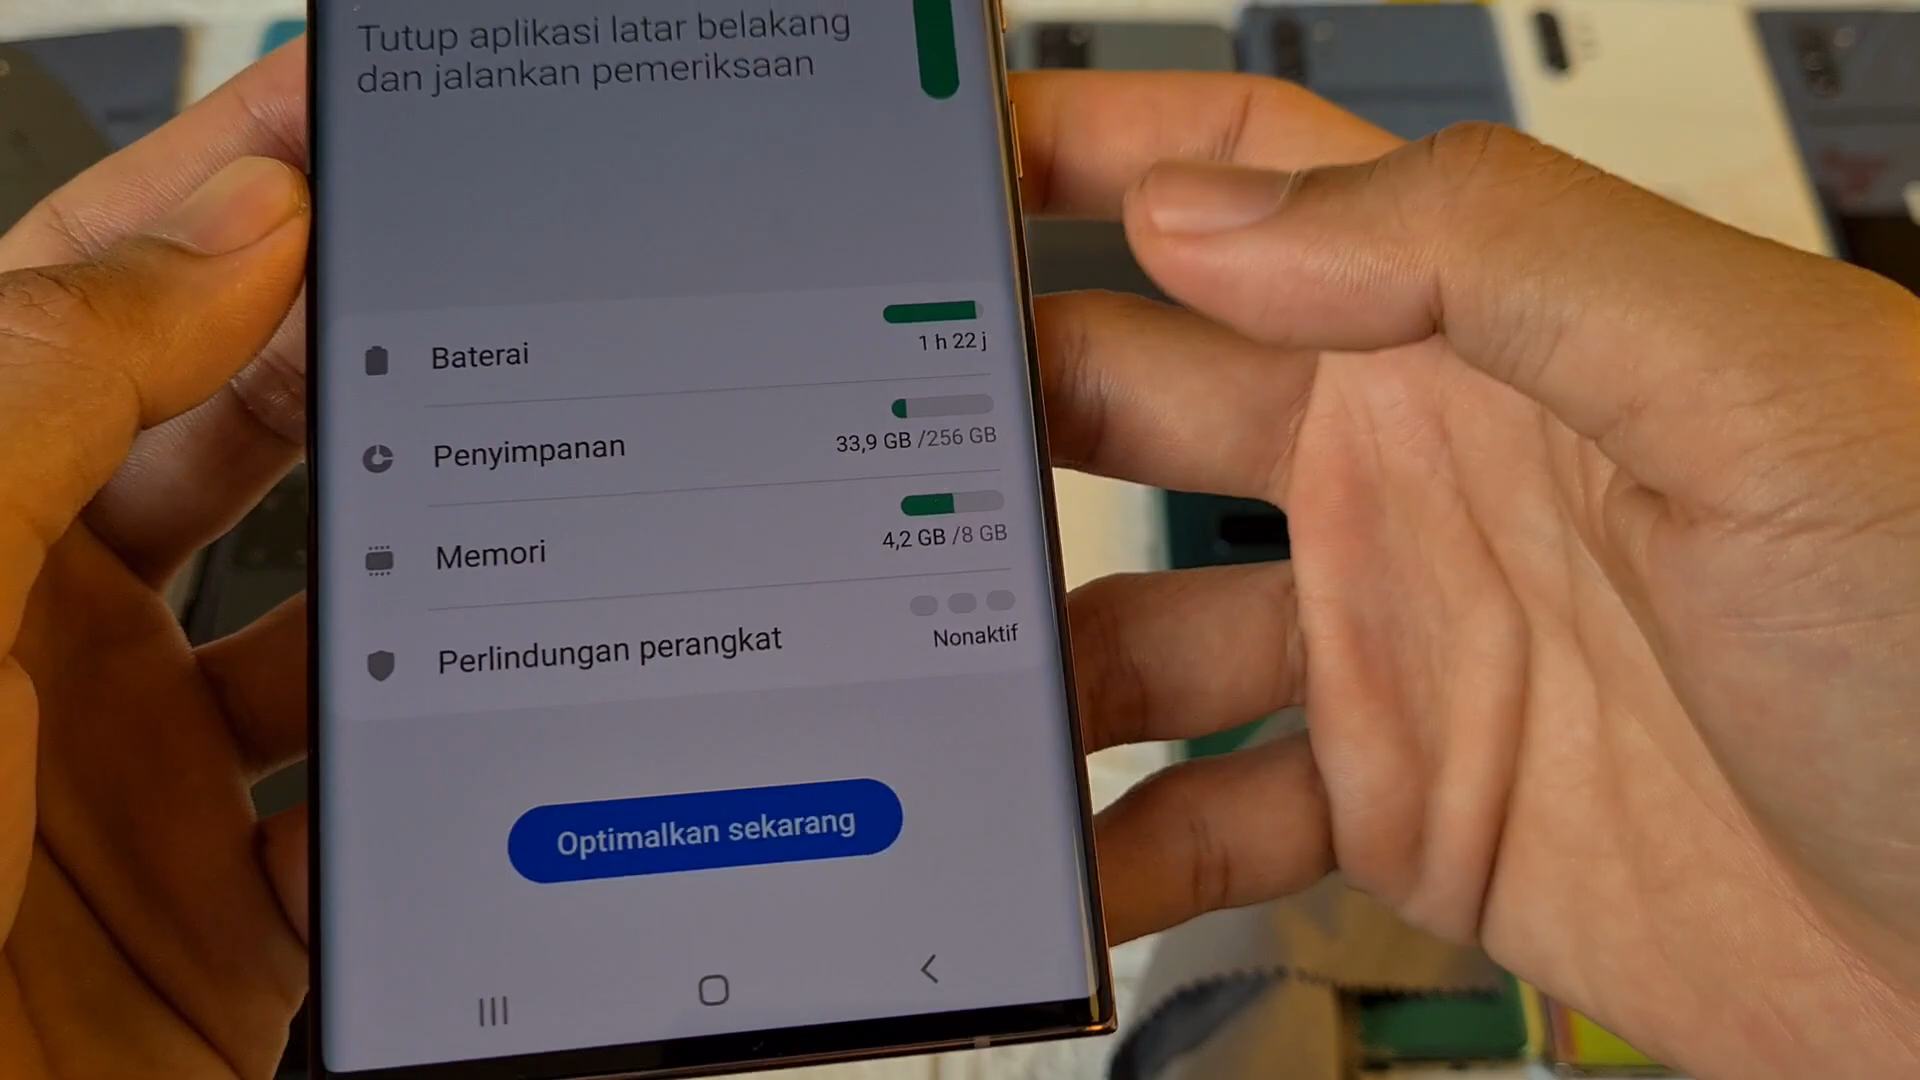 Tutup aplikasi latar belakang
dan jalankan pemeriksaan
Baterai
1 h 22 j
Penyimpanan
33,9 GB /256 GB
Memori
4,2 GB /8 GB
Perlindungan perangkat
Nonaktif
Optimalkan sekarang